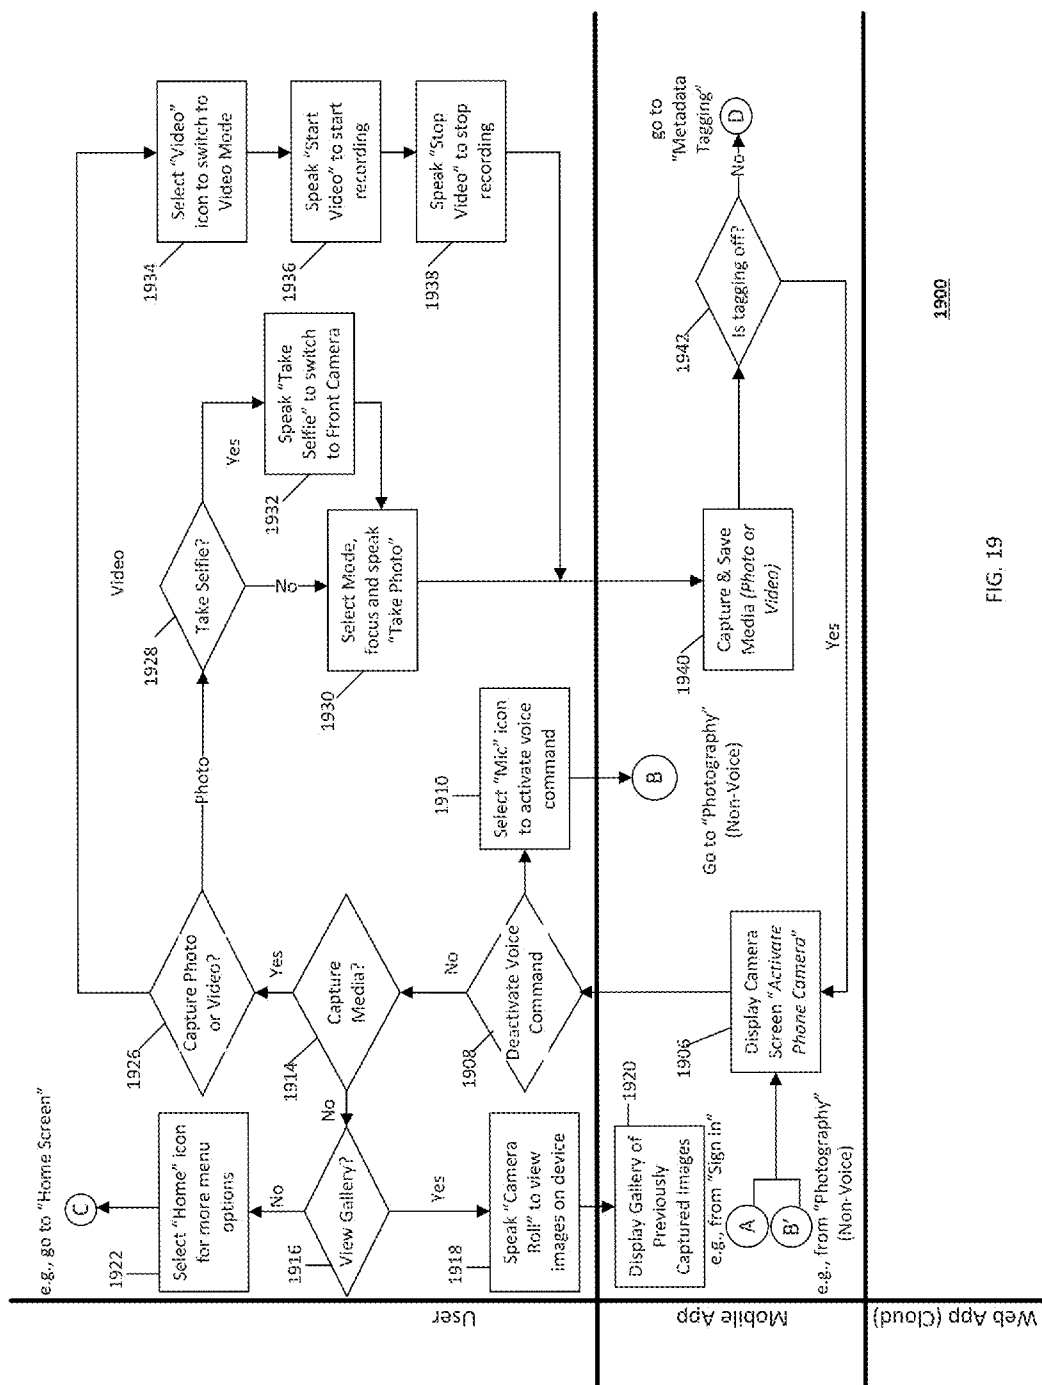 User
Mobile App
Web App (Cloud)
e.g., go to "Home Screen"
C
1922
Select "Home" icon
for more menu
options
No
1916
View Gallery?
Yes
No
1918
Speak "Camera
Roll" to view
images on device
1920
Display Gallery of
Previously
Captured Images
e.g., from "Sign in"
A
B'
e.g., from "Photography"
(Non-Voice)
1906
Display Camera
Screen "Activate
Phone Camera"
1908
Deactivate Voice
Command
No
1914
Capture
Media?
Yes
1926
Capture Photo
or Video?
Photo
Video
1910
Select "Mic" icon
to activate voice
command
B
Go to "Photography"
(Non-Voice)
1928
Take Selfie?
Yes
No
1930
Select Mode,
focus and speak
"Take Photo"
1932
Speak "Take
Selfie" to switch
to Front Camera
1934
Select "Video"
icon to switch to
Video Mode
1936
Speak "Start
Video" to start
recording
1938
Speak "Stop
Video" to stop
recording
1940
Capture & Save
Media (Photo or
Video)
1942
Is tagging off?
No
Yes
go to
"Metadata
Tagging"
D
1900
FIG. 19